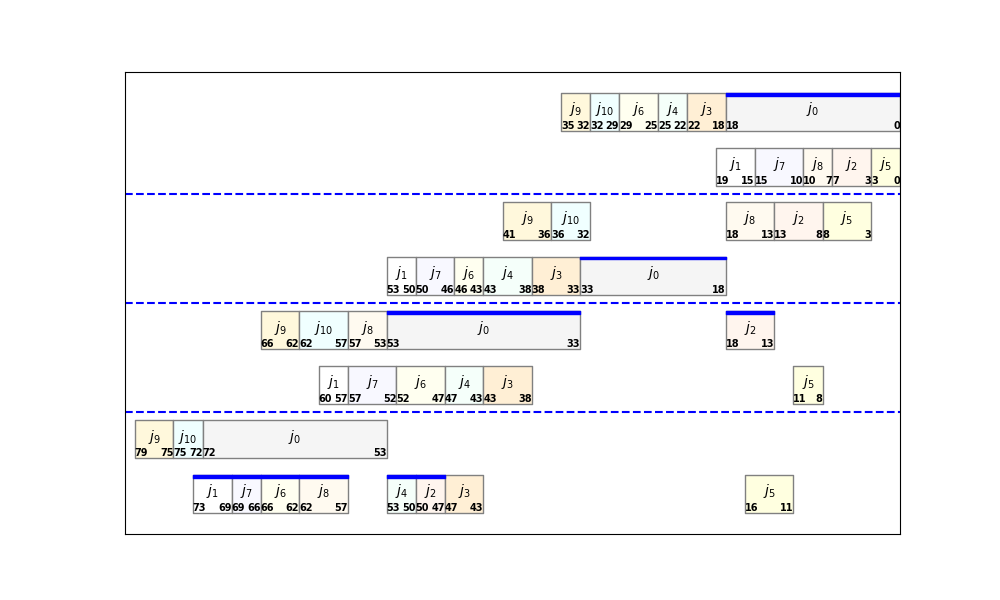 j9 j10 j6 j4 j3 j0
35 32 32 29 29 25 25 22 22 18 18 0
j1 j7 j8 j2 j5
19 15 15 10 10 7 7 3 3 0
j9 j10 j8 j2 j5
41 36 36 32 18 13 13 8 8 3
j1 j7 j6 j4 j3 j0
53 50 50 46 46 43 43 38 38 33 33 18
j9 j10 j8 j0 j2
66 62 62 57 57 53 53 33 18 13
j1 j7 j6 j4 j3 j5
60 57 57 52 52 47 47 43 43 38 11 8
j9 j10 j0
79 75 75 72 72 53
j1 j7 j6 j8 j4 j2 j3 j5
73 69 69 66 66 62 62 57 53 50 50 47 47 43 16 11